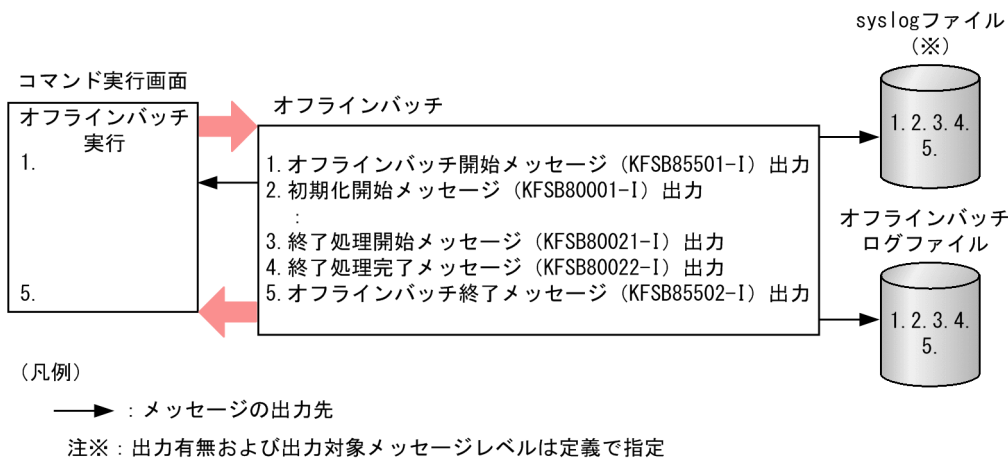 syslogファイル
（※）
コマンド実行画面
オフラインバッチ
オフラインバッチ
実行
1.
5.
1.オフラインバッチ開始メッセージ（KFSB85501-I）出力
2.初期化開始メッセージ（KFSB80001-I）出力
：
3.終了処理開始メッセージ（KFSB80021-I）出力
4.終了処理完了メッセージ（KFSB80022-I）出力
5.オフラインバッチ終了メッセージ（KFSB85502-I）出力
1.2.3.4.
5.
オフラインバッチ
ログファイル
1.2.3.4.
5.
（凡例）
：メッセージの出力先
注※：出力有無および出力対象メッセージレベルは定義で指定